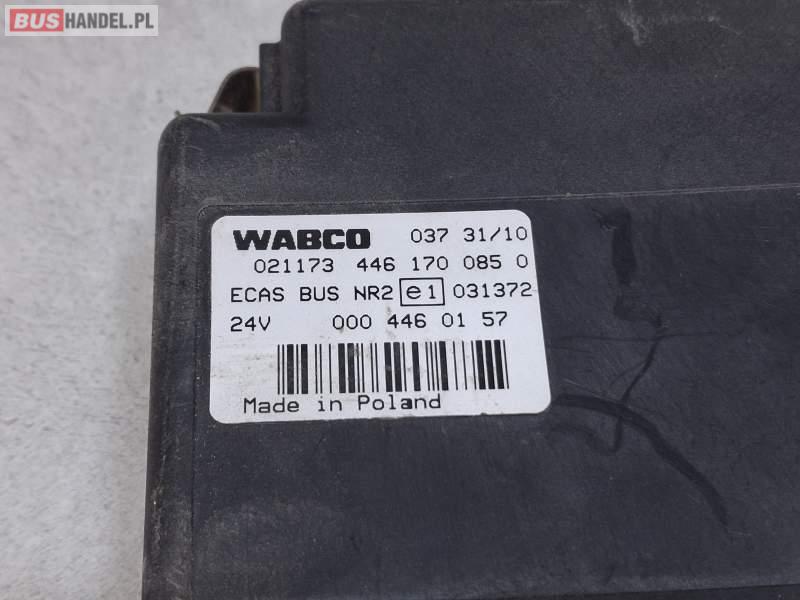 BUSHANDEL.PL
WABCO 037 31/10
021173 446 170 085 0
ECAS BUS NR2 e1 031372
24V 000 446 01 57
Made in Poland